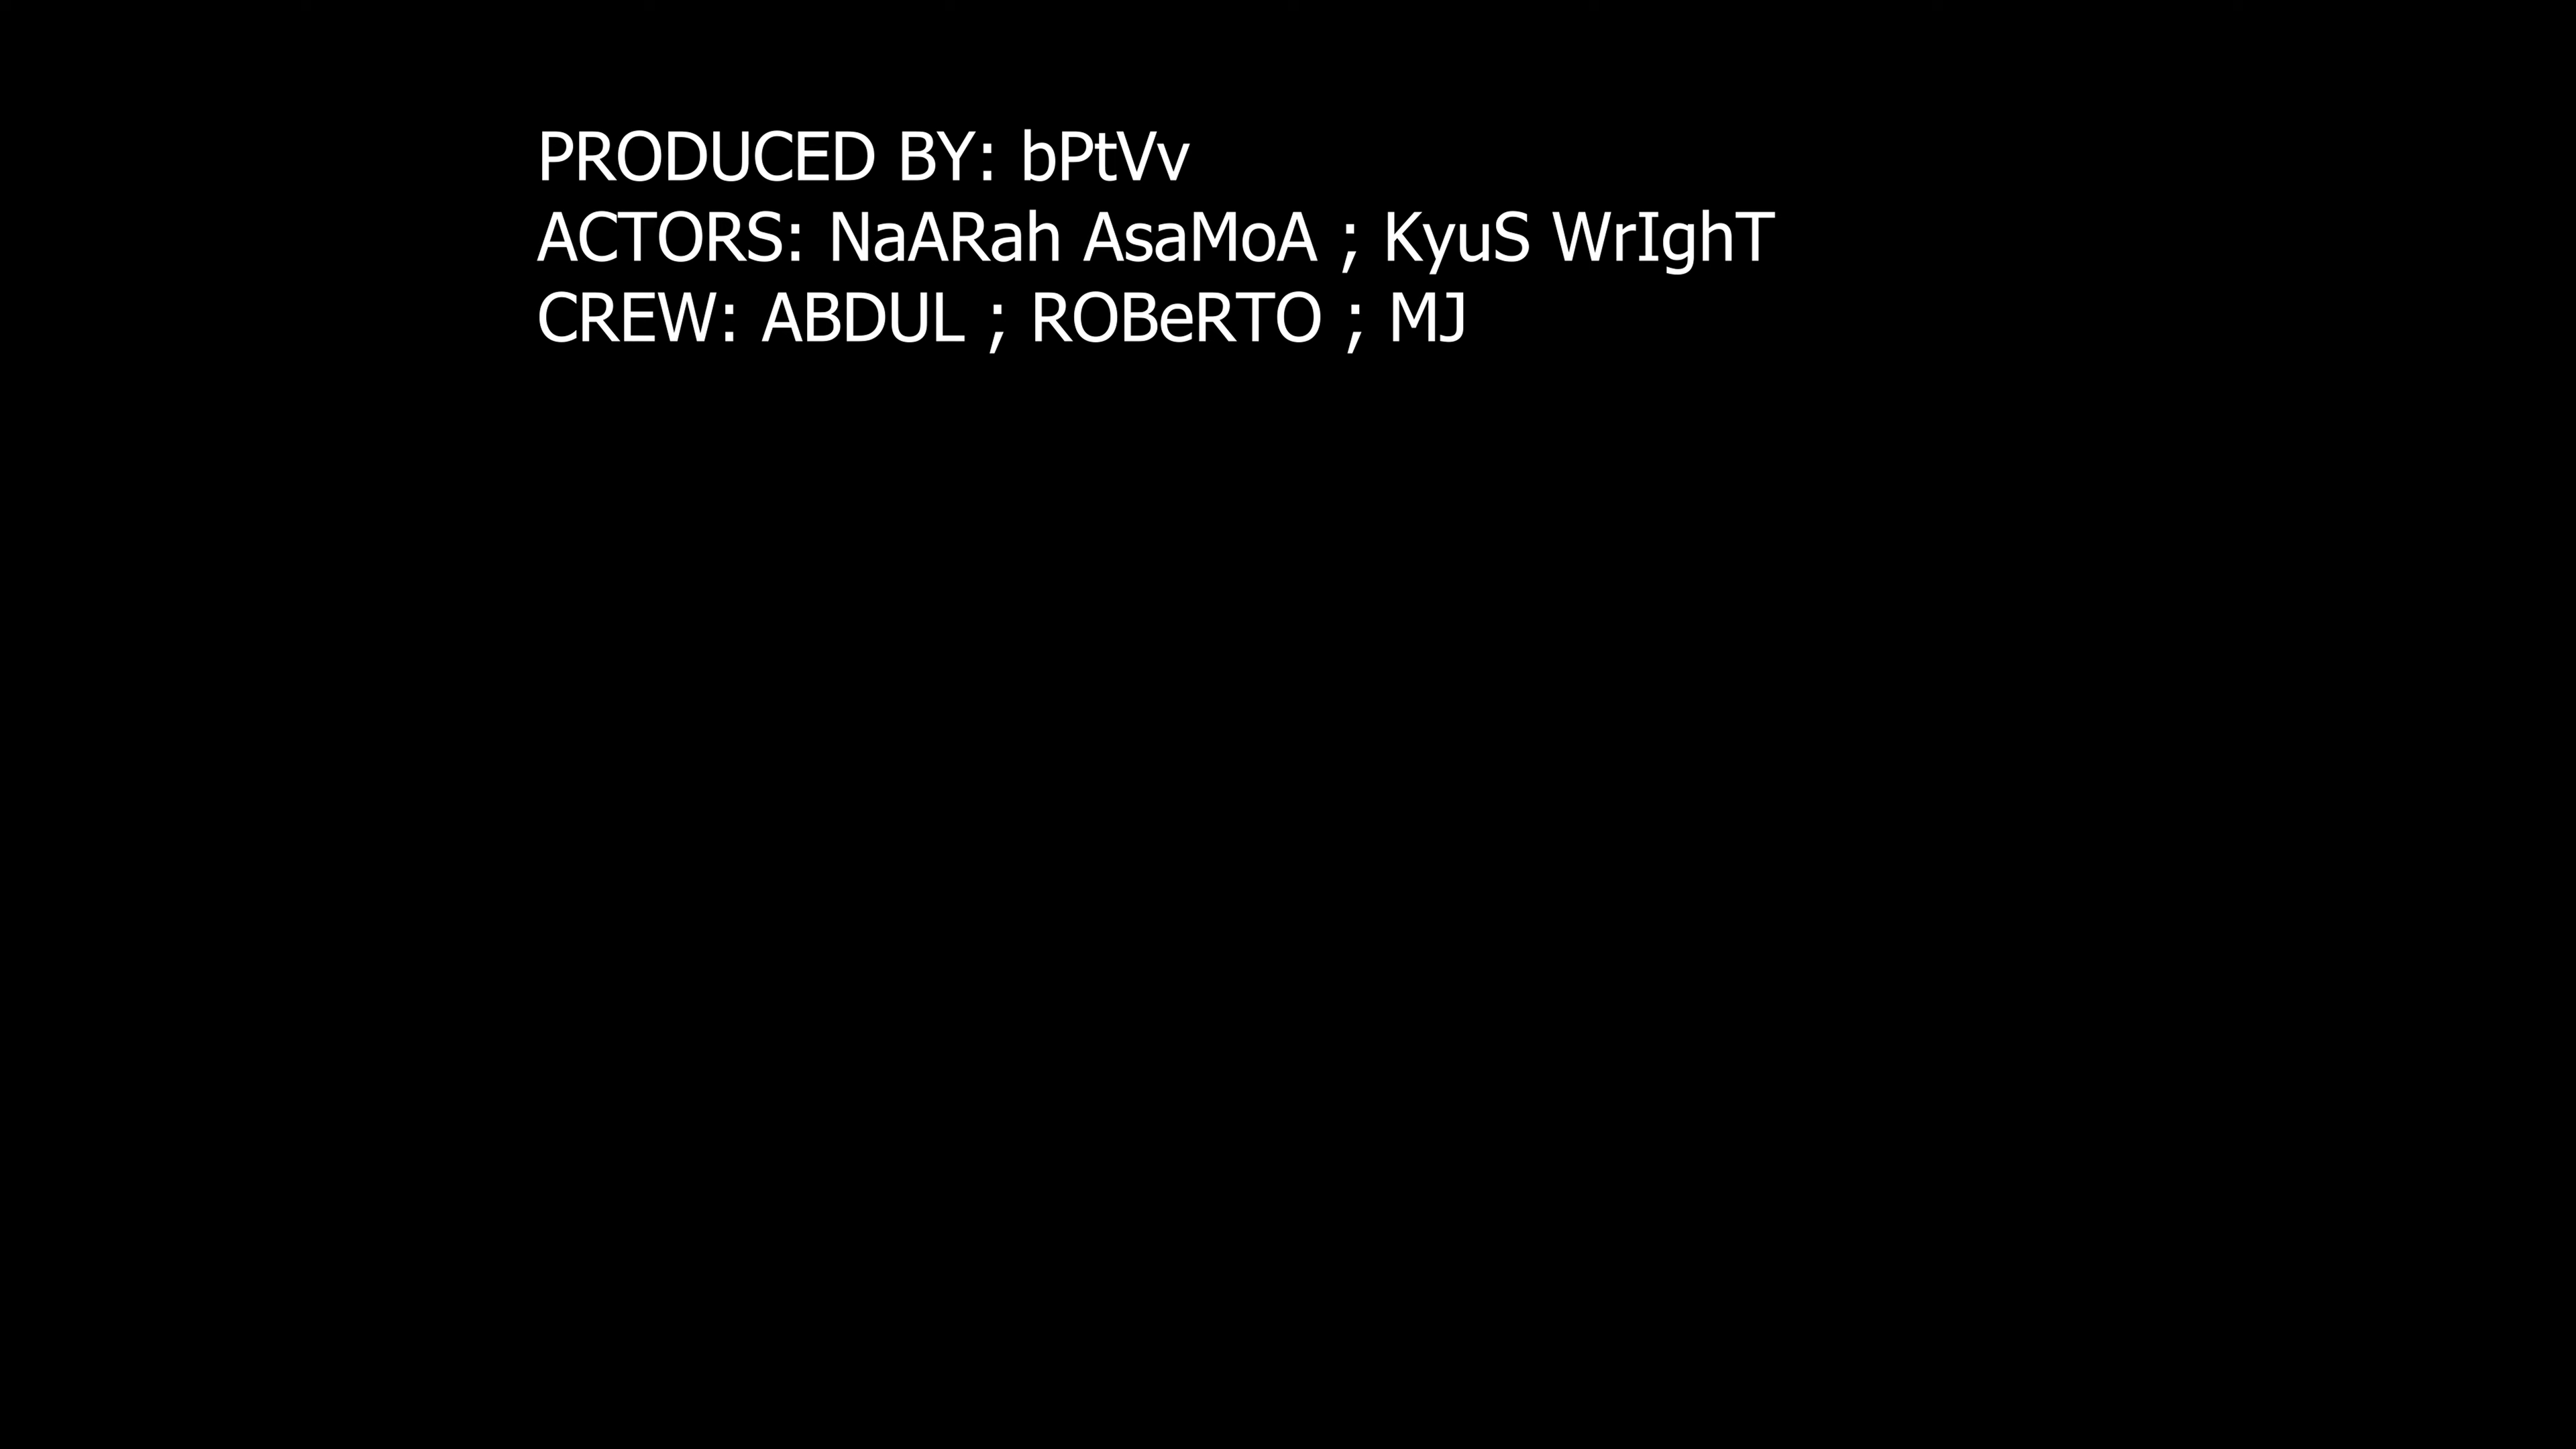 PRODUCED BY: bPtVv
ACTORS: NaARah AsaMoA ; KyuS WrIghT
CREW: ABDUL ; ROBeRTO ; MJ